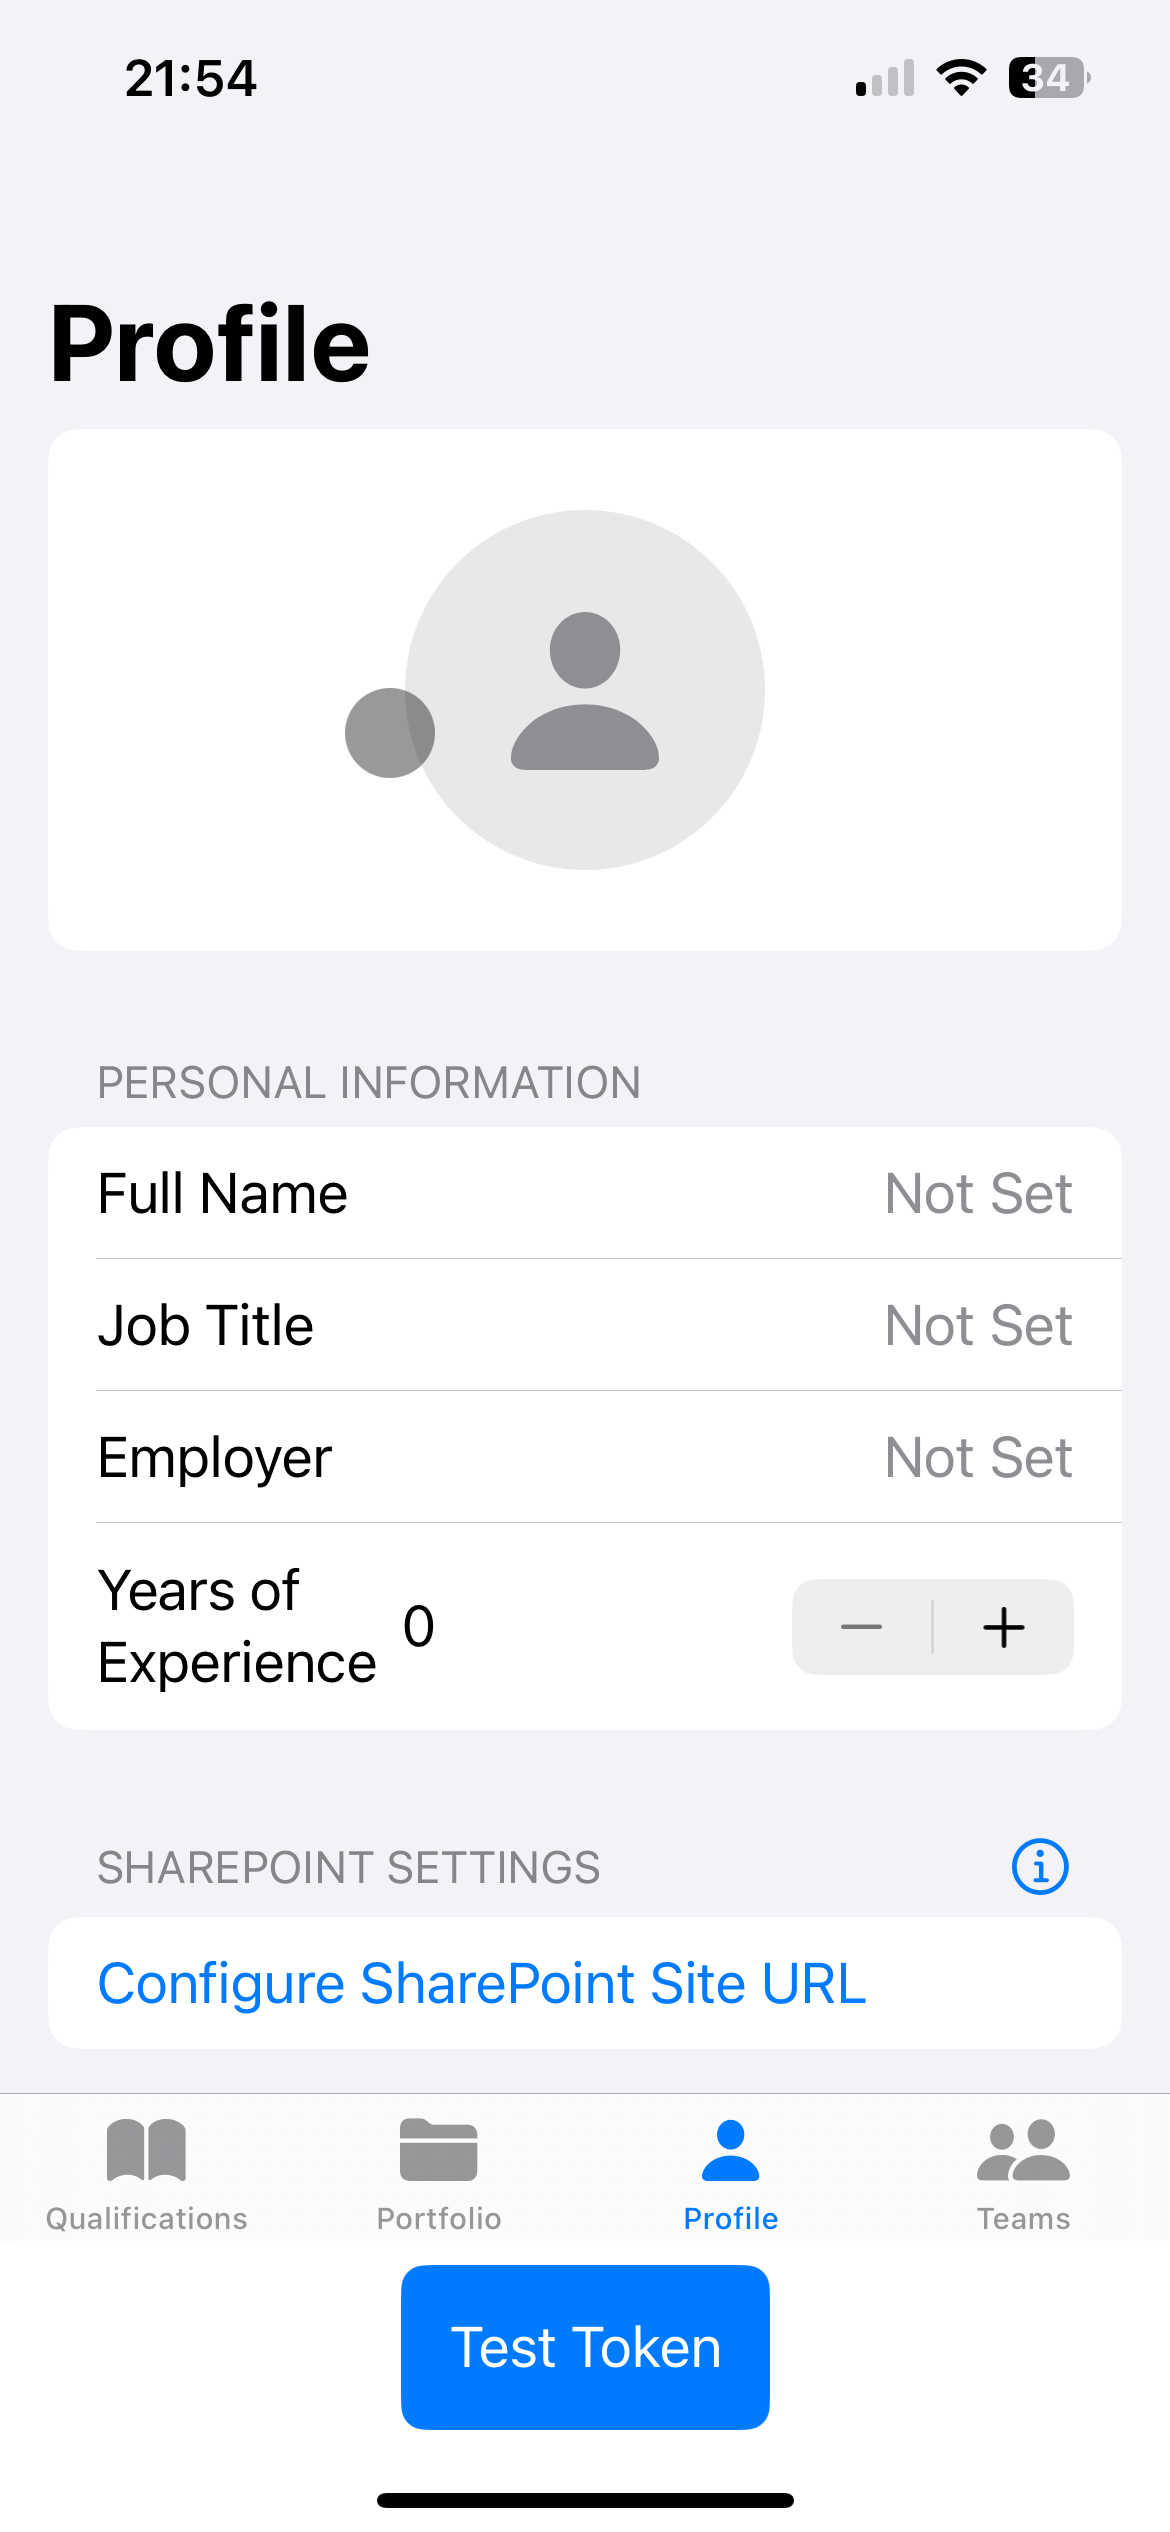 21:54
34
Profile
PERSONAL INFORMATION
Full Name Not Set
Job Title Not Set
Employer Not Set
Years of
Experience 0
SHAREPOINT SETTINGS
Configure SharePoint Site URL
Qualifications Portfolio Profile Teams
Test Token